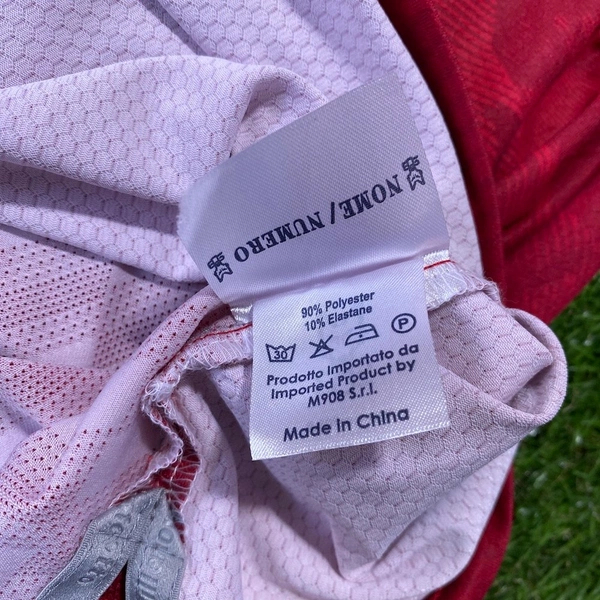 NOME / NUMERO
90% Polyester
10% Elastane
30 P
Prodotto importato da
Imported Product by
M908 S.r.l.
Made in China